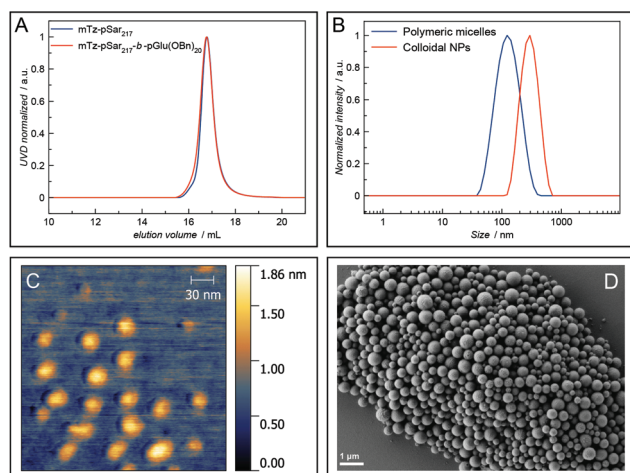 A
mTz-pSar217
mTz-pSar217-b-pGlu(OBn)20
UVD normalized / a.u.
1
0.8
0.6
0.4
0.2
0
10 12 14 16 18 20
elution volume / mL
B
Polymeric micelles
Colloidal NPs
Normalized intensity / a.u.
1
0.8
0.6
0.4
0.2
0
1 10 100 1000
Size / nm
C
30 nm
1.86 nm
1.50
1.00
0.50
0.00
D
1 µm